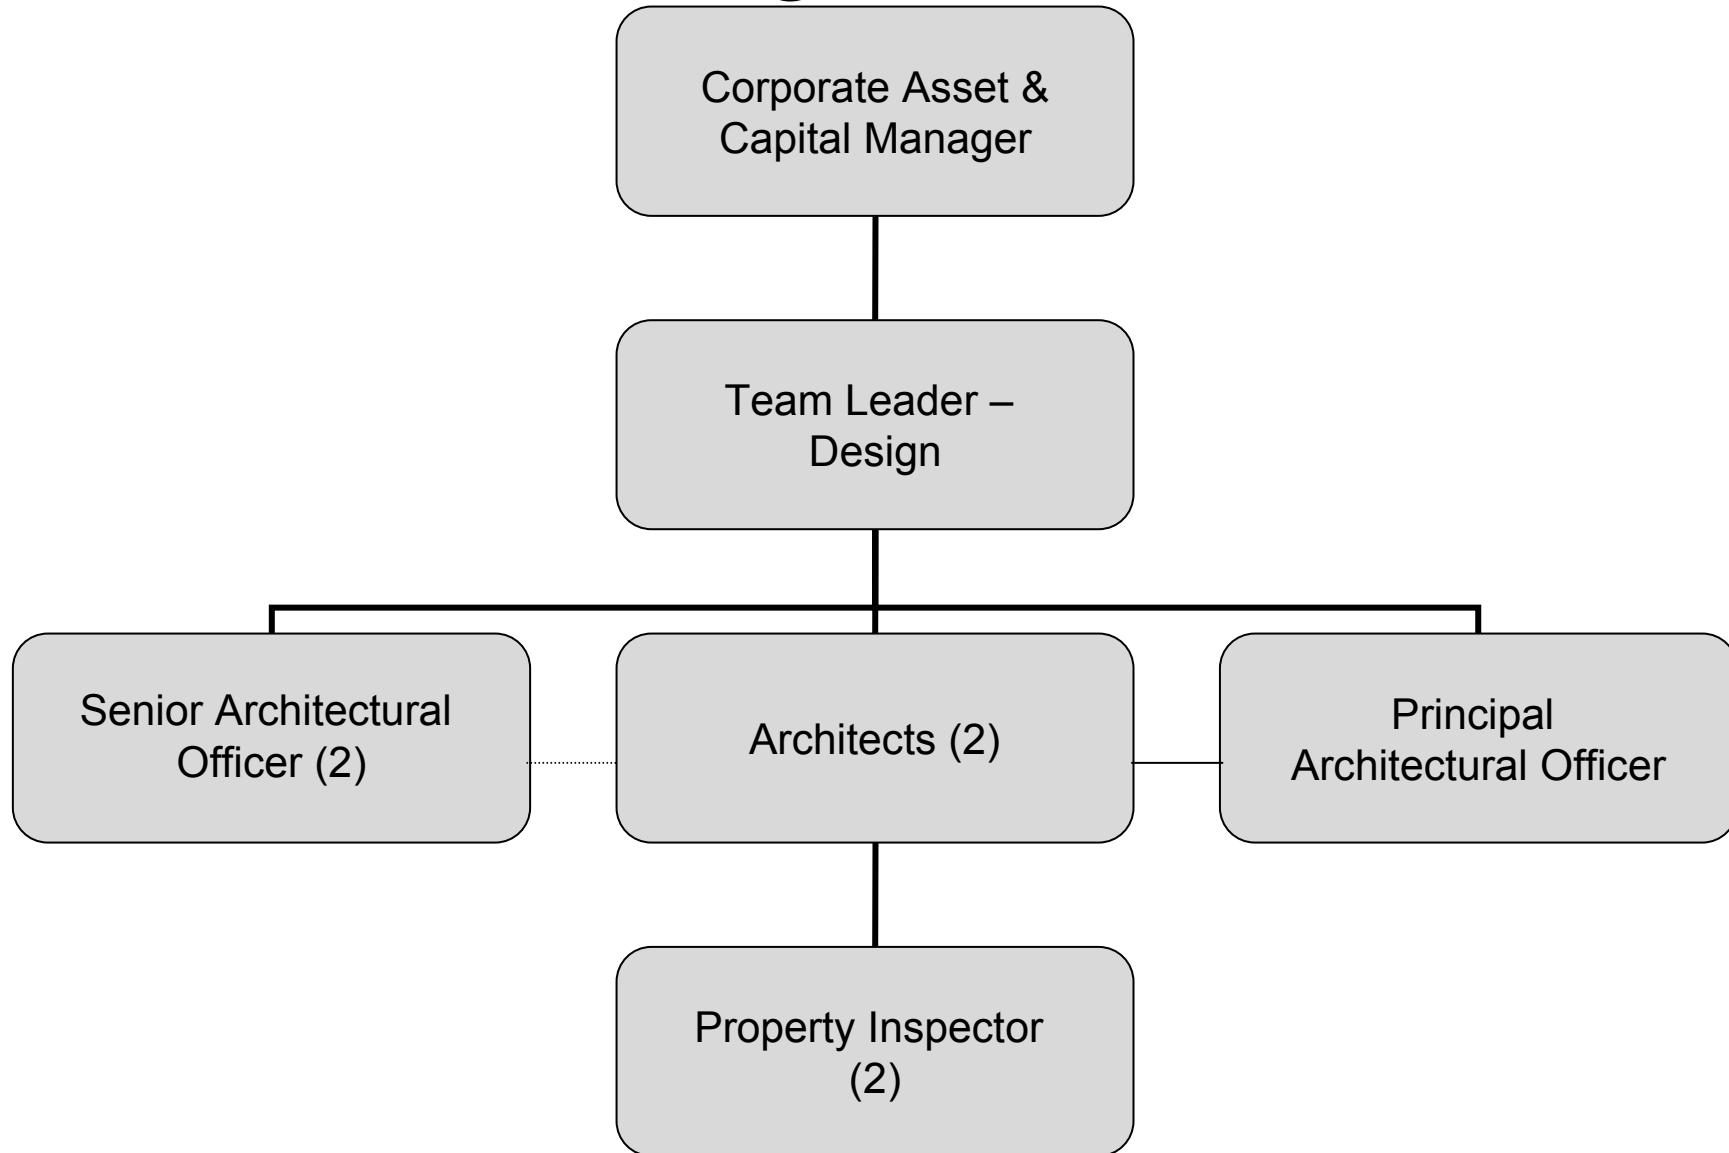 Corporate Asset &
Capital Manager
Team Leader –
Design
Senior Architectural
Officer (2)
Architects (2)
Principal
Architectural Officer
Property Inspector
(2)